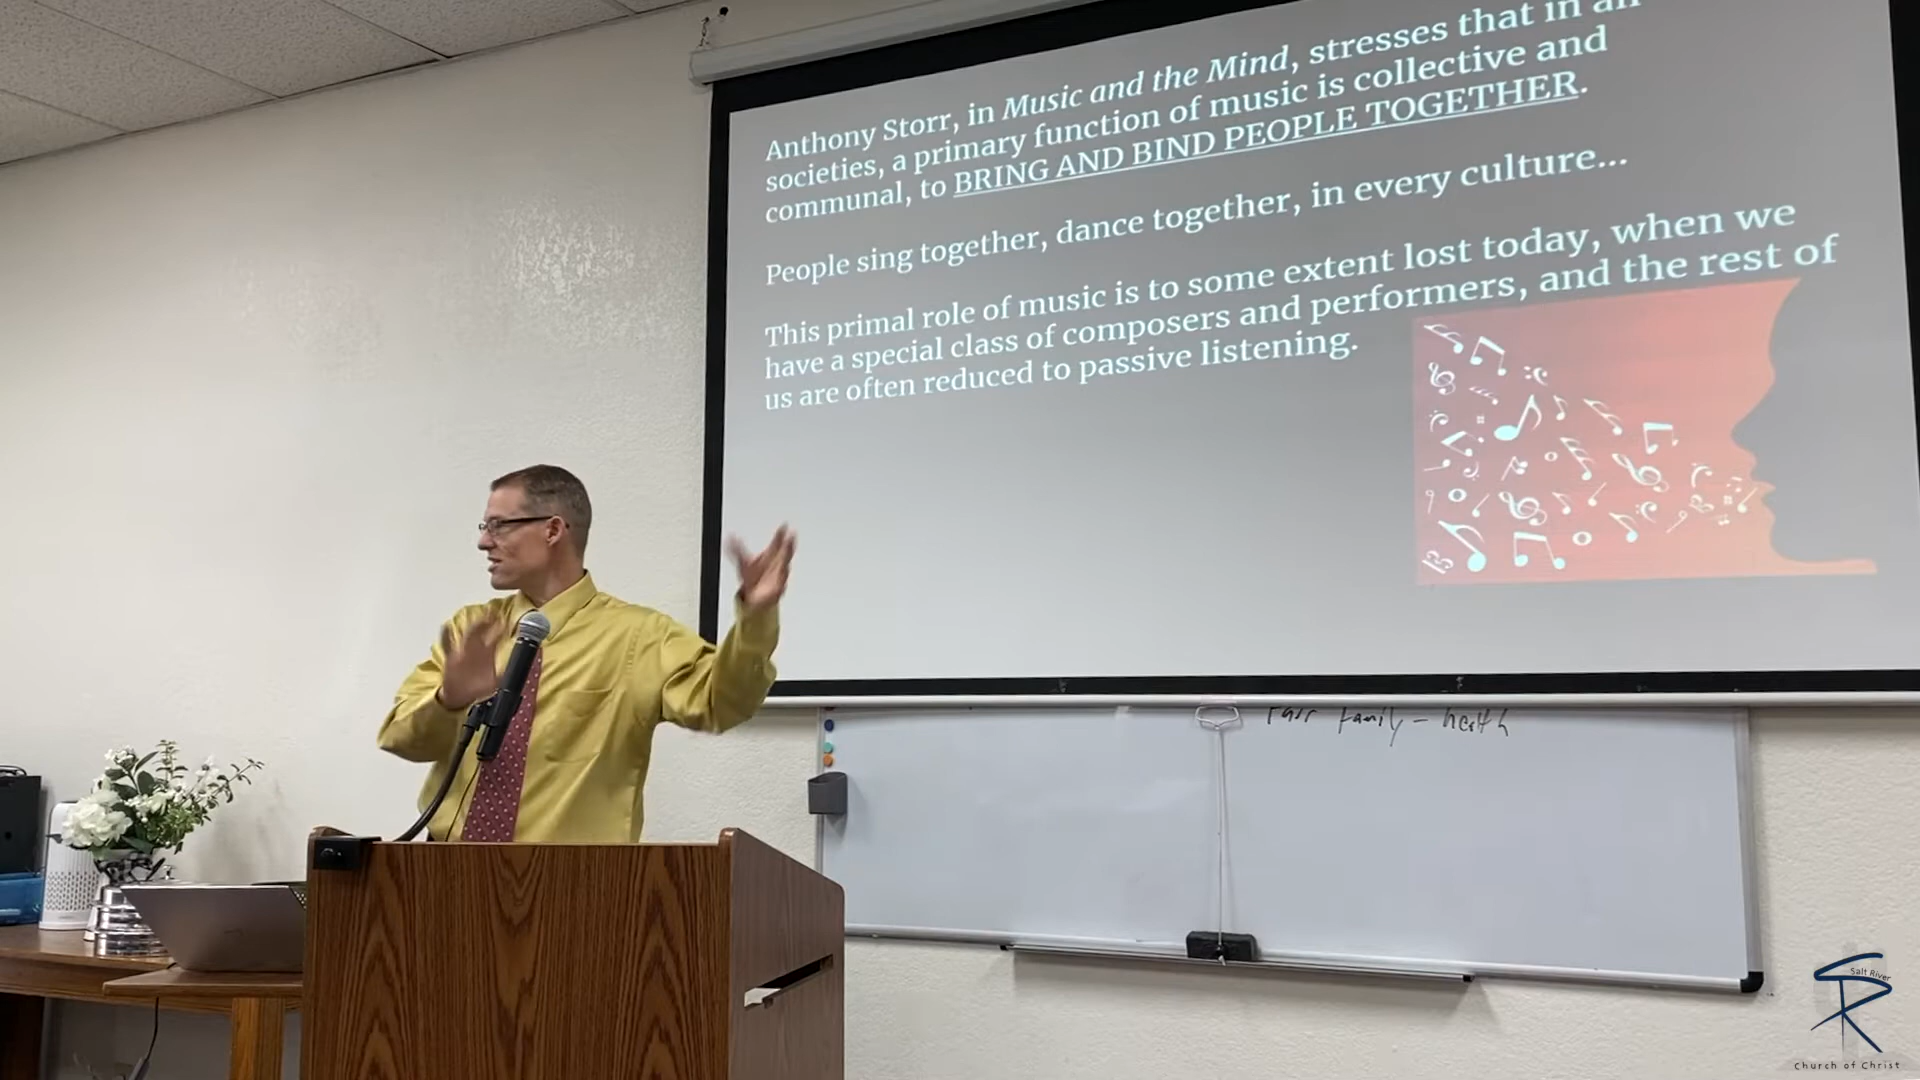 Anthony Storr, in Music and the Mind, stresses that in all
societies, a primary function of music is collective and
communal, to BRING AND BIND PEOPLE TOGETHER.
People sing together, dance together, in every culture...
This primal role of music is to some extent lost today, when we
have a special class of composers and performers, and the rest of
us are often reduced to passive listening.
family - health
Salt River
Church of Christ